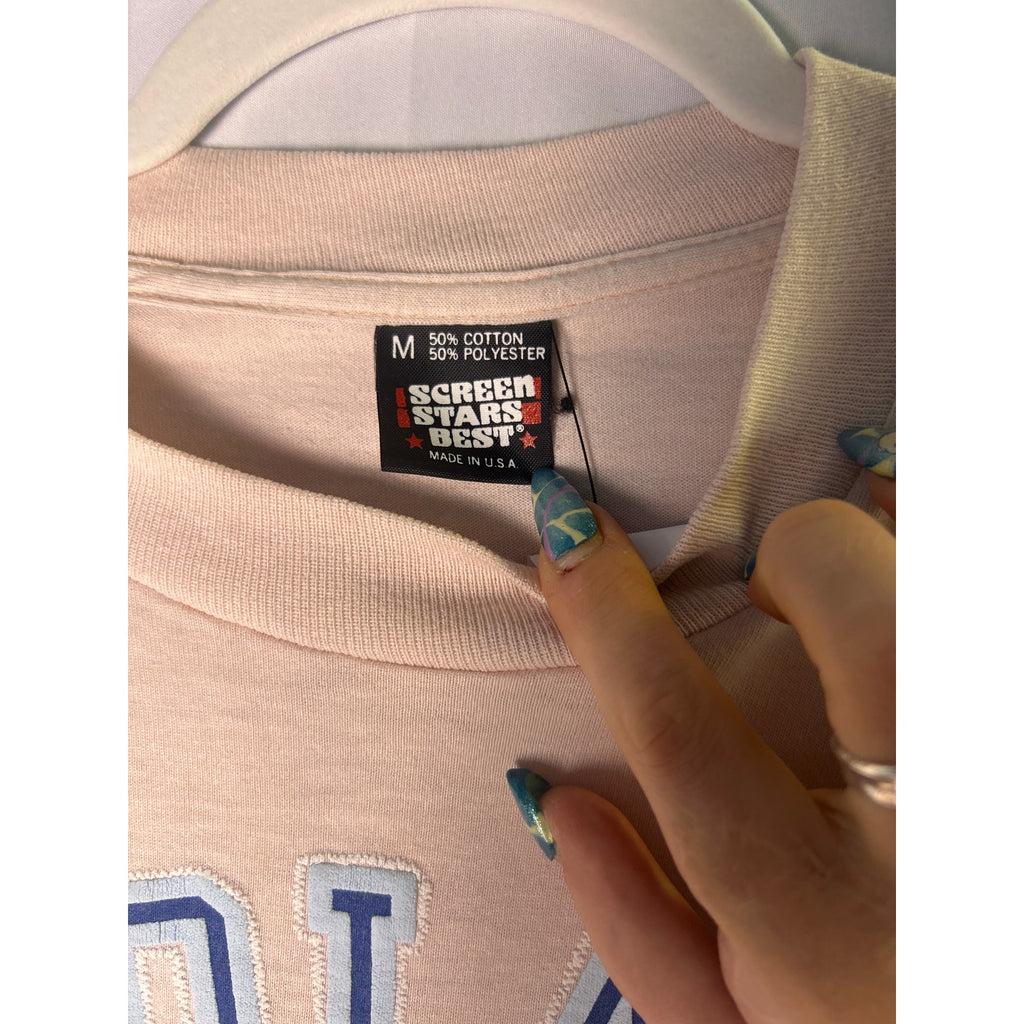 M 50% COTTON
50% POLYESTER
SCREEN
STARS
BEST®
MADE IN U.S.A.